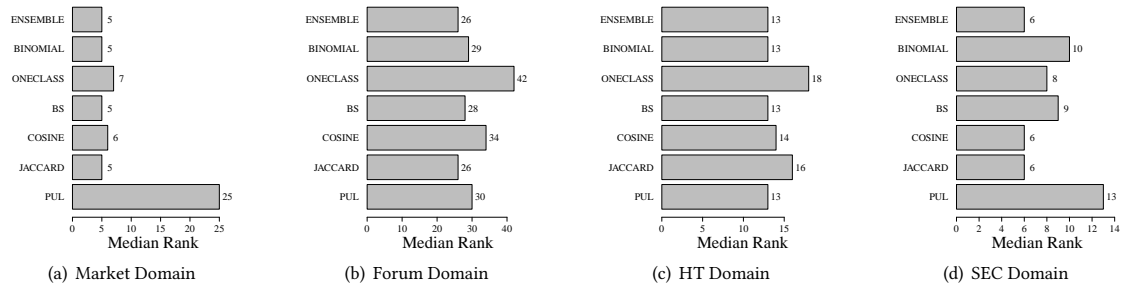 ENSEMBLE 5
BINOMIAL 5
ONECLASS 7
BS 5
COSINE 6
JACCARD 5
PUL 25
0 5 10 15 20 25
Median Rank
(a) Market Domain
ENSEMBLE 26
BINOMIAL 29
ONECLASS 42
BS 28
COSINE 34
JACCARD 26
PUL 30
0 10 20 30 40
Median Rank
(b) Forum Domain
ENSEMBLE 13
BINOMIAL 13
ONECLASS 18
BS 13
COSINE 14
JACCARD 16
PUL 13
0 5 10 15
Median Rank
(c) HT Domain
ENSEMBLE 6
BINOMIAL 10
ONECLASS 8
BS 9
COSINE 6
JACCARD 6
PUL 13
0 2 4 6 8 10 12 14
Median Rank
(d) SEC Domain